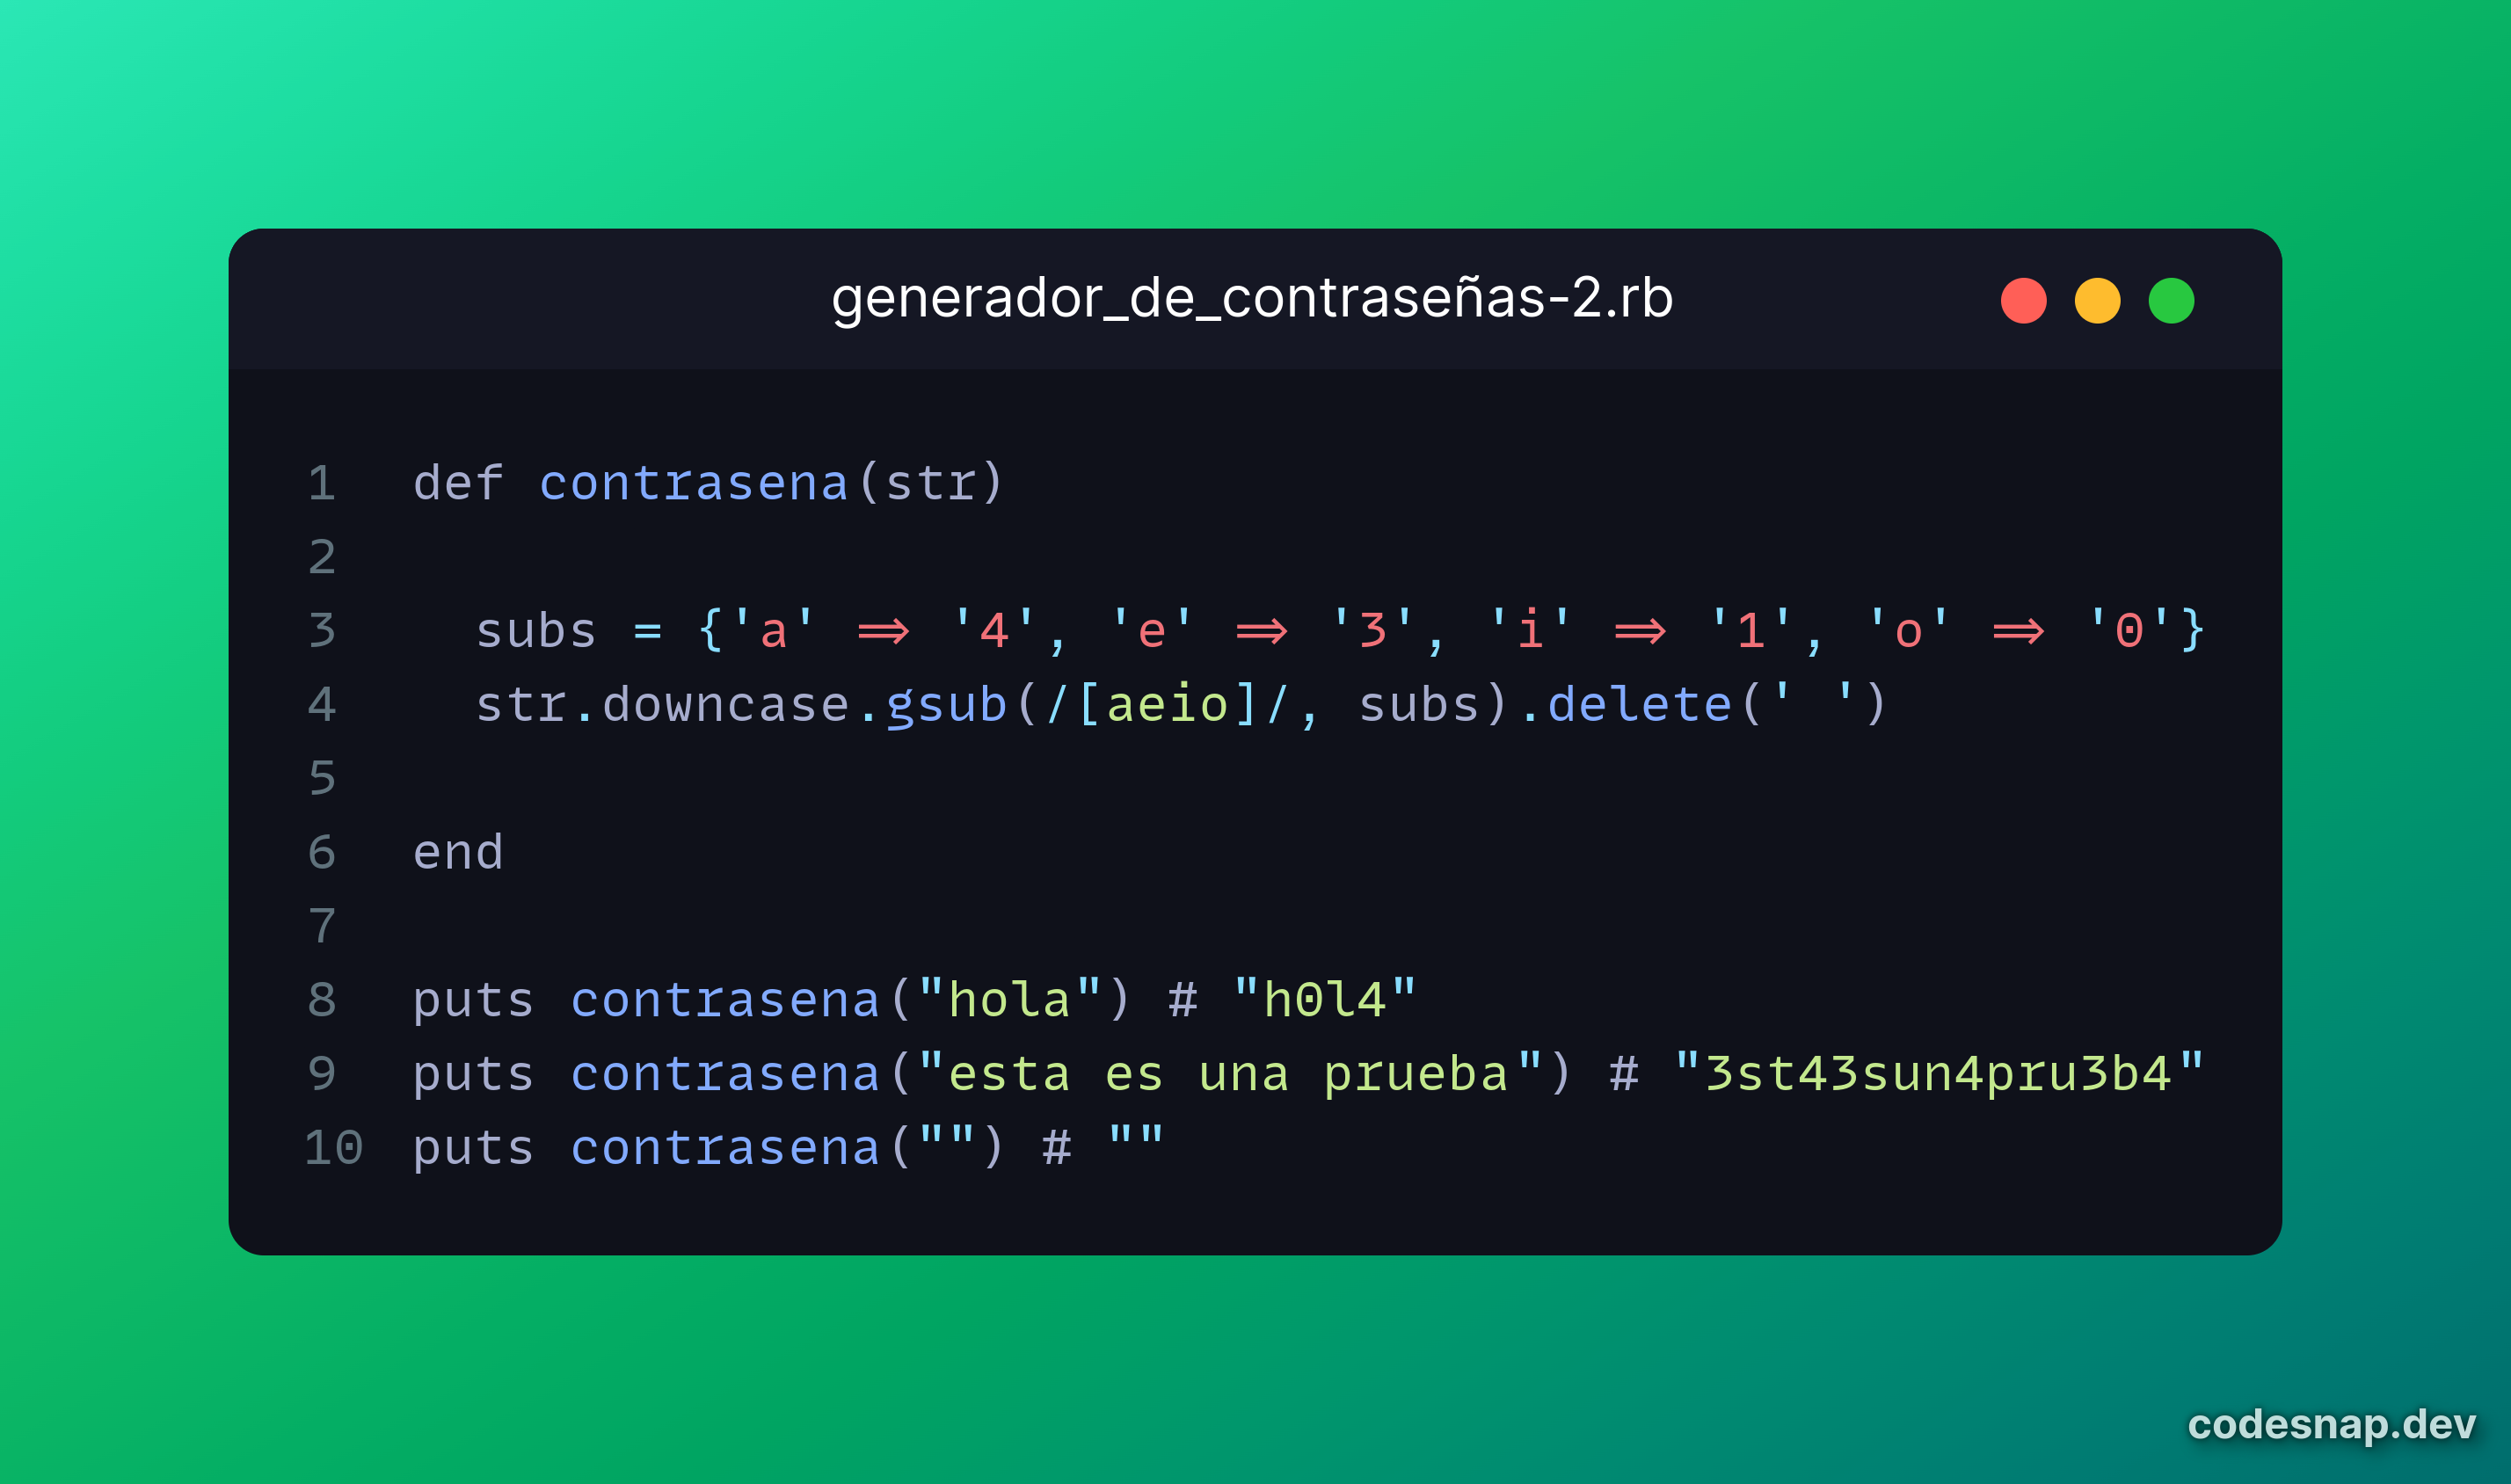 generador_de_contraseñas-2.rb
1 def contrasena(str)
2
3   subs = {'a' => '4', 'e' => '3', 'i' => '1', 'o' => '0'}
4   str.downcase.gsub(/[aeio]/, subs).delete(' ')
5
6 end
7
8 puts contrasena("hola") # "h0l4"
9 puts contrasena("esta es una prueba") # "3st43sun4pru3b4"
10 puts contrasena("") # ""
codesnap.dev